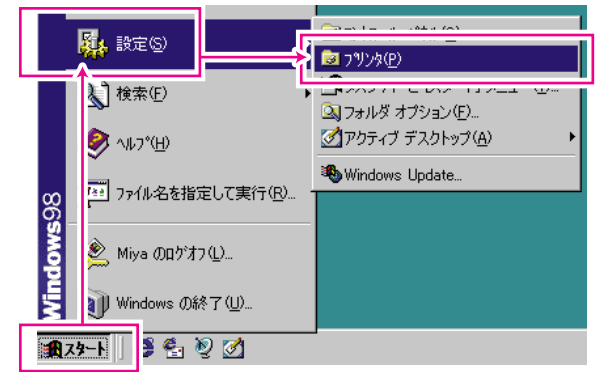 設定(S)
プリンタ(P)
検索(F)
フォルダ オプション(F)...
ヘルプ(H)
アクティブ デスクトップ(A)
Windows Update...
ファイル名を指定して実行(R)...
Miya のログオフ(L)...
Windows の終了(U)...
Windows98
スタート